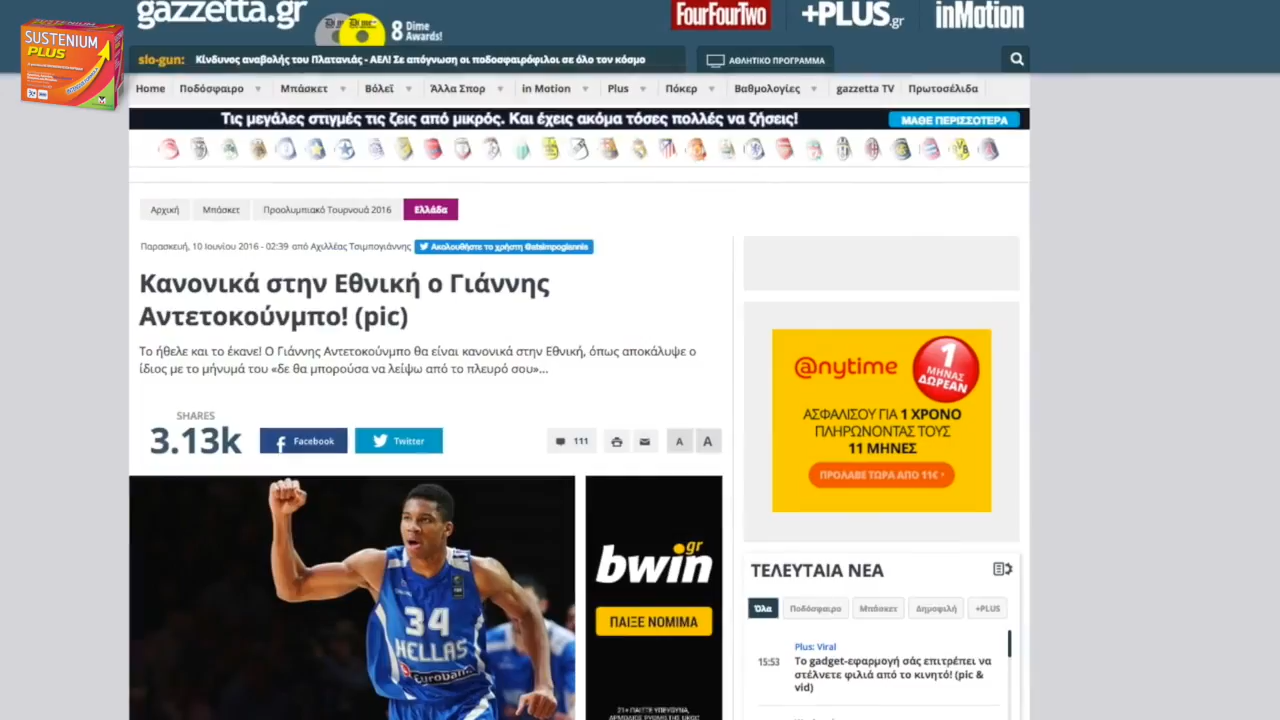 gazzetta.gr
8 Dime Awards!
FourFourTwo
+PLUS.gr
inMotion
SUSTENIUM
PLUS
slo-gun: Κίνδυνος αναβολής του Πλατανιάς - ΑΕΛ! Σε απόγνωση οι ποδοσφαιρόφιλοι σε όλο τον κόσμο
ΑΘΛΗΤΙΚΟ ΠΡΟΓΡΑΜΜΑ
Home Ποδόσφαιρο Μπάσκετ Βόλεϊ Άλλα Σπορ in Motion Plus Πόκερ Βαθμολογίες gazzetta TV Πρωτοσέλιδα
Τις μεγάλες στιγμές τις ζεις από μικρός. Και έχεις ακόμα τόσες πολλές να ζήσεις!
ΜΑΘΕ ΠΕΡΙΣΣΟΤΕΡΑ
Αρχική Μπάσκετ Προολυμπιακό Τουρνουά 2016 Ελλάδα
Παρασκευή, 10 Ιουνίου 2016 - 02:39 από Αχιλλέας Τσιμπογιάννης Ακολουθήστε το χρήστη @atsimpogiannis
Κανονικά στην Εθνική ο Γιάννης
Αντετοκούνμπο! (pic)
Το ήθελε και το έκανε! Ο Γιάννης Αντετοκούνμπο θα είναι κανονικά στην Εθνική, όπως αποκάλυψε ο
ίδιος με το μήνυμά του «δε θα μπορούσα να λείψω από το πλευρό σου»...
SHARES
3.13k
Facebook
Twitter
111
A A
34
HELLAS
EuroBank
bwin.gr
ΠΑΙΞΕ ΝΟΜΙΜΑ
@nytime
1
ΜΗΝΑΣ
ΔΩΡΕΑΝ
ΑΣΦΑΛΙΣΟΥ ΓΙΑ 1 ΧΡΟΝΟ
ΠΛΗΡΩΝΟΝΤΑΣ ΤΟΥΣ
11 ΜΗΝΕΣ
ΠΡΟΛΑΒΕ ΤΩΡΑ ΑΠΟ 11€
ΤΕΛΕΥΤΑΙΑ ΝΕΑ
Όλα Ποδόσφαιρο Μπάσκετ Δημοφιλή +PLUS
Plus: Viral
15:53 Το gadget-εφαρμογή σάς επιτρέπει να
στέλνετε φιλιά από το κινητό! (pic &
vid)